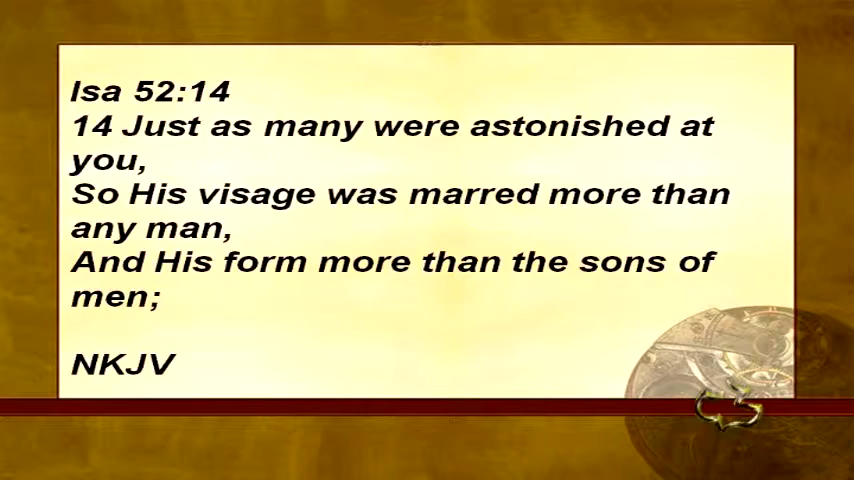 Isa 52:14
14 Just as many were astonished at
you,
So His visage was marred more than
any man,
And His form more than the sons of
men;
NKJV